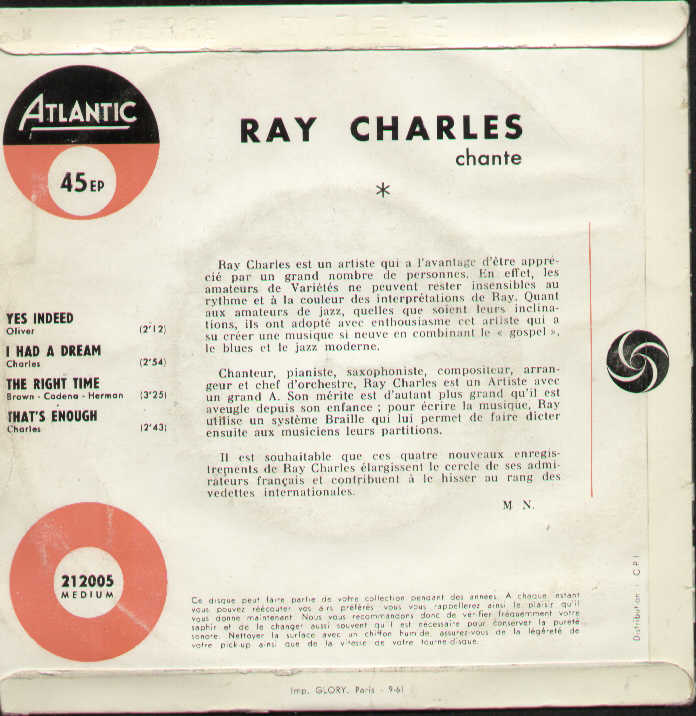 ATLANTIC
45 EP
RAY CHARLES
chante
*
YES INDEED
Oliver (2'12)
I HAD A DREAM
Charles (2'54)
THE RIGHT TIME
Brown - Cadena - Herman (3'25)
THAT'S ENOUGH
Charles (2'43)
Ray Charles est un artiste qui a l'avantage d'être appré-
cié par un grand nombre de personnes. En effet, les
amateurs de Variétés ne peuvent rester insensibles au
rythme et à la couleur des interprétations de Ray. Quant
aux amateurs de jazz, quelles que soient leurs inclina-
tions, ils ont adopté avec enthousiasme cet artiste qui a
su créer une musique si neuve en combinant le « gospel »,
le blues et le jazz moderne.
Chanteur, pianiste, saxophoniste, compositeur, arran-
geur et chef d'orchestre, Ray Charles est un Artiste avec
un grand A. Son mérite est d'autant plus grand qu'il est
aveugle depuis son enfance ; pour écrire la musique, Ray
utilise un système Braille qui lui permet de faire dicter
ensuite aux musiciens leurs partitions.
Il est souhaitable que ces quatre nouveaux enregis-
trements de Ray Charles élargissent le cercle de ses admi-
rateurs français et contribuent à le hisser au rang des
vedettes internationales.
M N.
212005
MEDIUM
Ce disque peut faire partie de votre collection pendant des années. A chaque instant
vous pouvez réécouter vos airs préférés, vous vous rappellerez ainsi le plaisir qu'il
vous donne maintenant. Nous vous recommandons donc de vérifier fréquemment votre
saphir et de le changer aussi souvent qu'il est nécessaire pour conserver la pureté
sonore. Nettoyer la surface avec un chiffon humide, assurez-vous de la légèreté de
votre pick-up ainsi que de la vitesse de votre tourne-disque.
Distribution : CPI
Imp. GLORY, Paris - 9-61